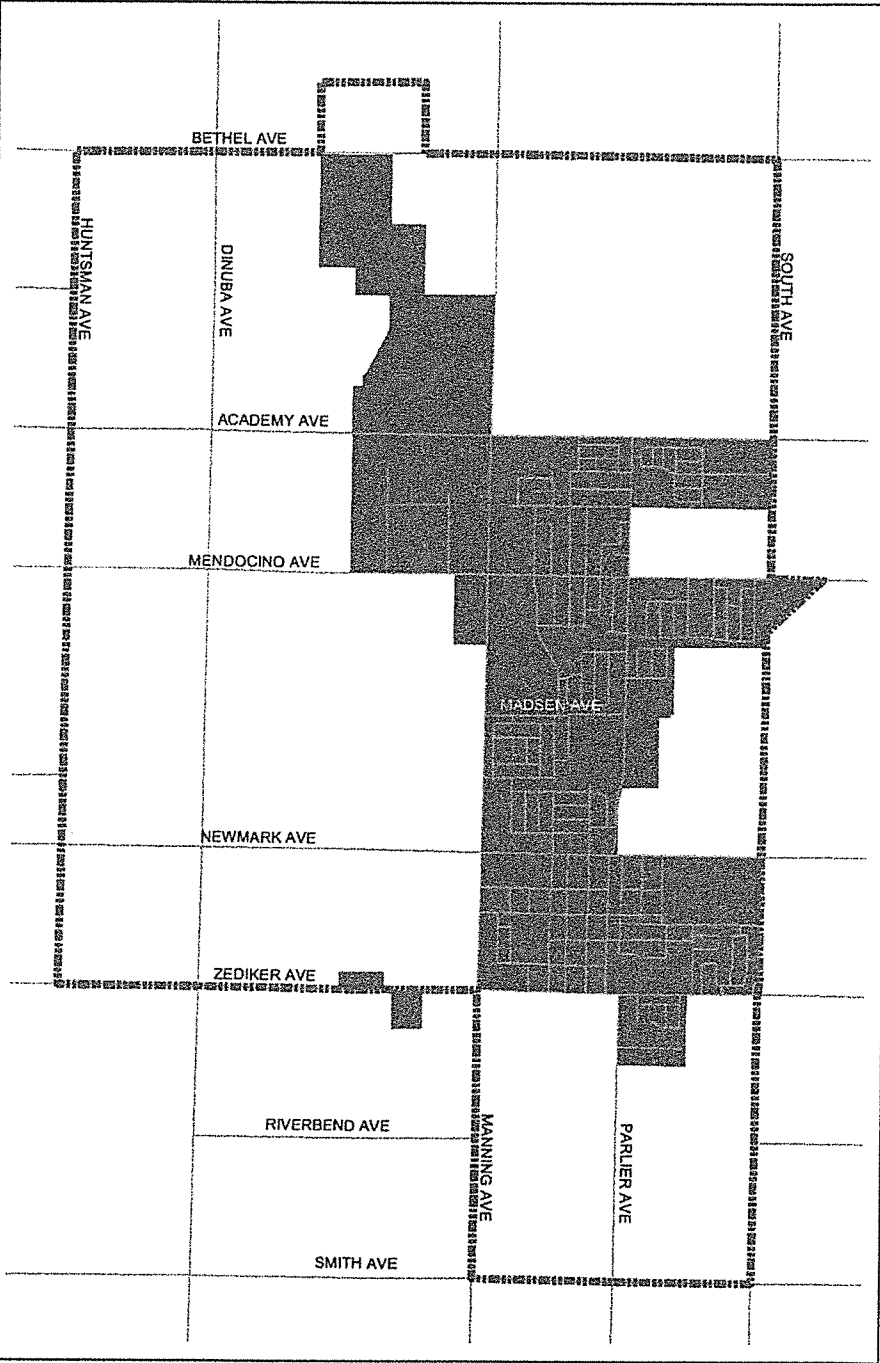 BETHEL AVE
HUNTSMAN AVE
DINUBA AVE
SOUTH AVE
ACADEMY AVE
MENDOCINO AVE
MADSEN AVE
NEWMARK AVE
ZEDIKER AVE
RIVERBEND AVE
MANNING AVE
PARLIER AVE
SMITH AVE